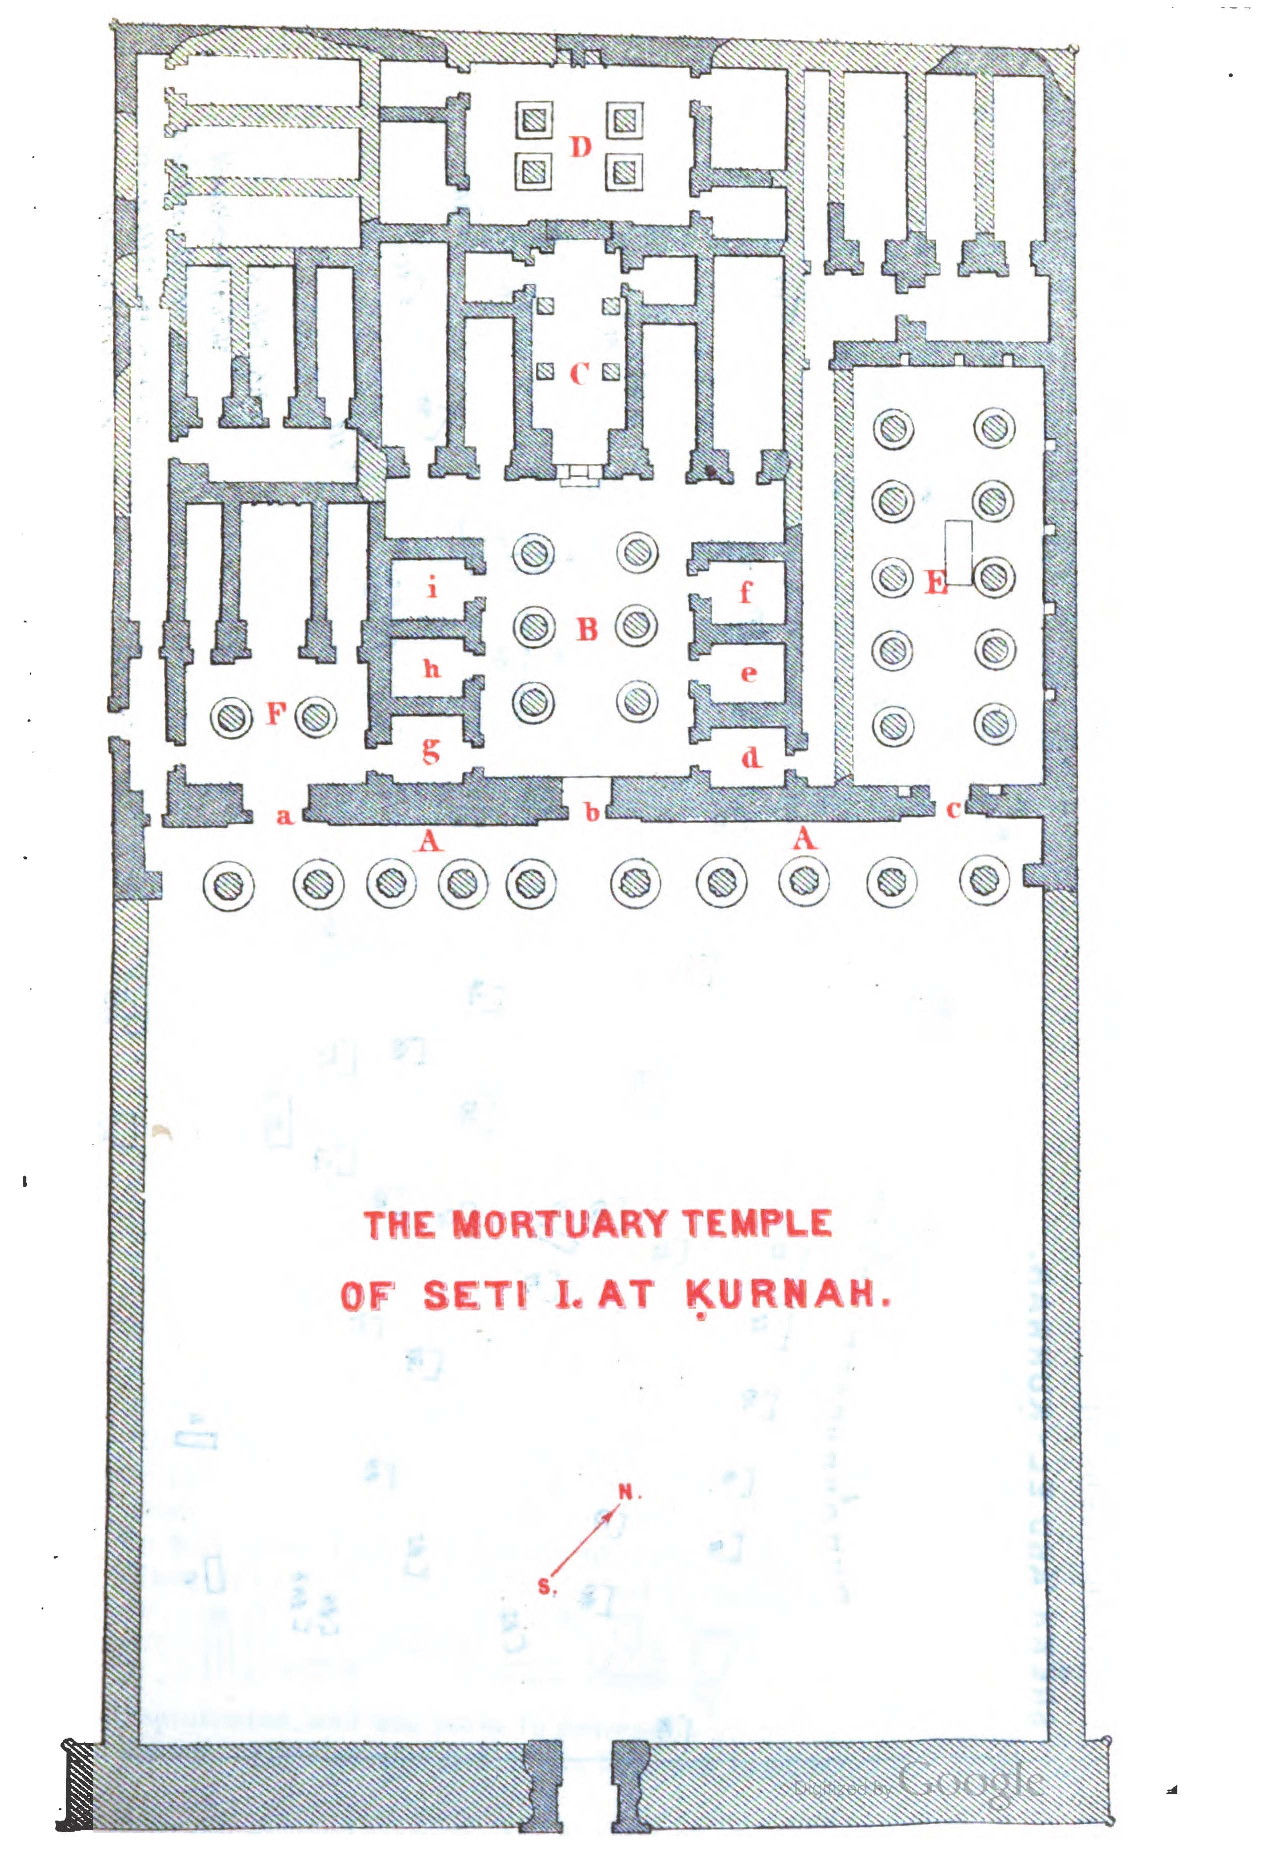 D
C
E
i
f
B
h
e
F
g
d
a
b
c
A
A
THE MORTUARY TEMPLE
OF SETI I. AT ḲURNAH.
N.
S.
Digitized by Google